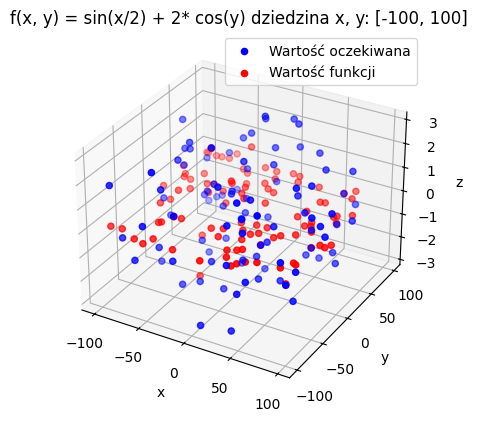 f(x, y) = sin(x/2) + 2* cos(y) dziedzina x, y: [-100, 100]
Wartość oczekiwana
Wartość funkcji
3
2
1
0
−1
−2
−3
z
−100
−50
0
50
100
x
−100
−50
0
50
100
y